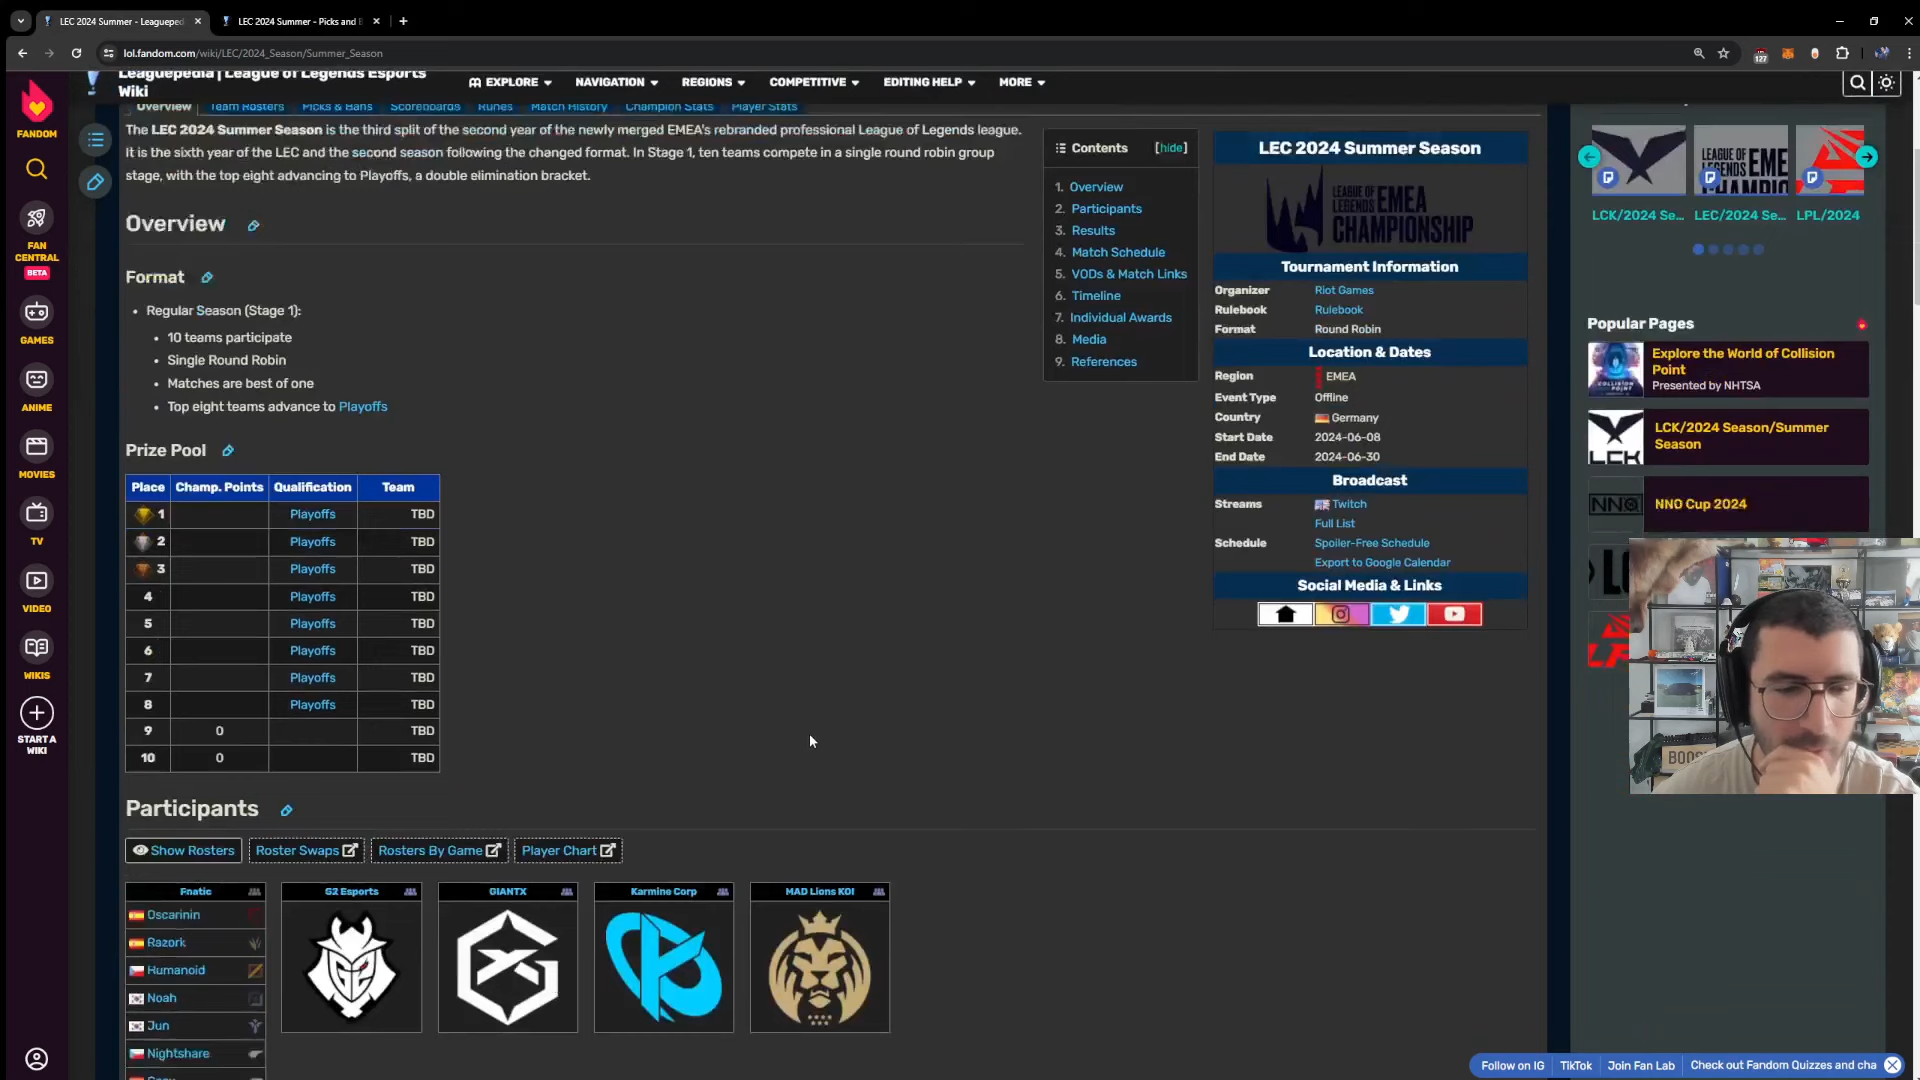 LEC 2024 Summer - Leagueped
LEC 2024 Summer - Picks and B
lol.fandom.com/wiki/LEC/2024_Season/Summer_Season
127
Leaguepedia | League of Legends Esports
Wiki
EXPLORE
NAVIGATION
REGIONS
COMPETITIVE
EDITING HELP
MORE
FANDOM
FAN
CENTRAL
BETA
GAMES
ANIME
MOVIES
TV
VIDEO
WIKIS
START A
WIKI
Overview
Team Rosters
Picks & Bans
Scoreboards
Runes
Match History
Champion Stats
Player Stats
The LEC 2024 Summer Season is the third split of the second year of the newly merged EMEA's rebranded professional League of Legends league.
It is the sixth year of the LEC and the second season following the changed format. In Stage 1, ten teams compete in a single round robin group
stage, with the top eight advancing to Playoffs, a double elimination bracket.
Overview
Format
• Regular Season (Stage 1):
• 10 teams participate
• Single Round Robin
• Matches are best of one
• Top eight teams advance to Playoffs
Prize Pool
Place Champ. Points Qualification Team
1 Playoffs TBD
2 Playoffs TBD
3 Playoffs TBD
4 Playoffs TBD
5 Playoffs TBD
6 Playoffs TBD
7 Playoffs TBD
8 Playoffs TBD
9 0 TBD
10 0 TBD
Participants
Show Rosters
Roster Swaps
Rosters By Game
Player Chart
Fnatic
Oscarinin
Razork
Humanoid
Noah
Jun
Nightshare
G2 Esports
GIANTX
Karmine Corp
MAD Lions KOI
Contents [hide]
1. Overview
2. Participants
3. Results
4. Match Schedule
5. VODs & Match Links
6. Timeline
7. Individual Awards
8. Media
9. References
LEC 2024 Summer Season
LEAGUE OF
LEGENDS EMEA
CHAMPIONSHIP
Tournament Information
Organizer Riot Games
Rulebook Rulebook
Format Round Robin
Location & Dates
Region EMEA
Event Type Offline
Country Germany
Start Date 2024-06-08
End Date 2024-06-30
Broadcast
Streams Twitch
Full List
Schedule Spoiler-Free Schedule
Export to Google Calendar
Social Media & Links
LEAGUE OF
LEGENDS EME
CHAMPIO
LCK/2024 Se...
LEC/2024 Se...
LPL/2024
Popular Pages
Explore the World of Collision
Point
Presented by NHTSA
LCK
LCK/2024 Season/Summer
Season
NNO
NNO Cup 2024
BOOS
Follow on IG
TikTok
Join Fan Lab
Check out Fandom Quizzes and cha